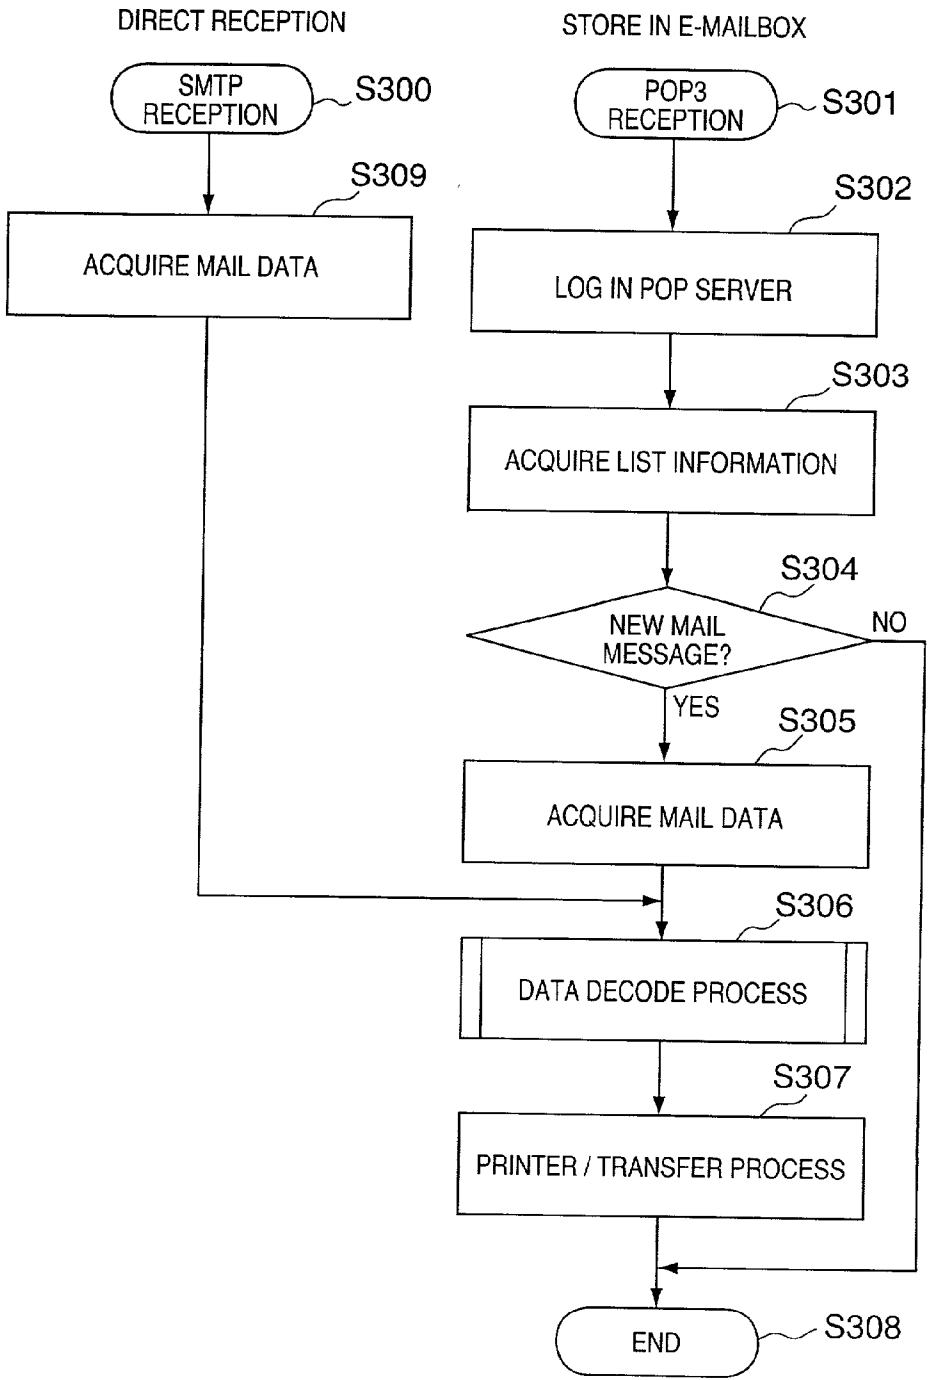 DIRECT RECEPTION
STORE IN E-MAILBOX
SMTP
RECEPTION
S300
POP3
RECEPTION
S301
S309
ACQUIRE MAIL DATA
S302
LOG IN POP SERVER
S303
ACQUIRE LIST INFORMATION
S304
NEW MAIL
MESSAGE?
NO
YES
S305
ACQUIRE MAIL DATA
S306
DATA DECODE PROCESS
S307
PRINTER / TRANSFER PROCESS
END
S308